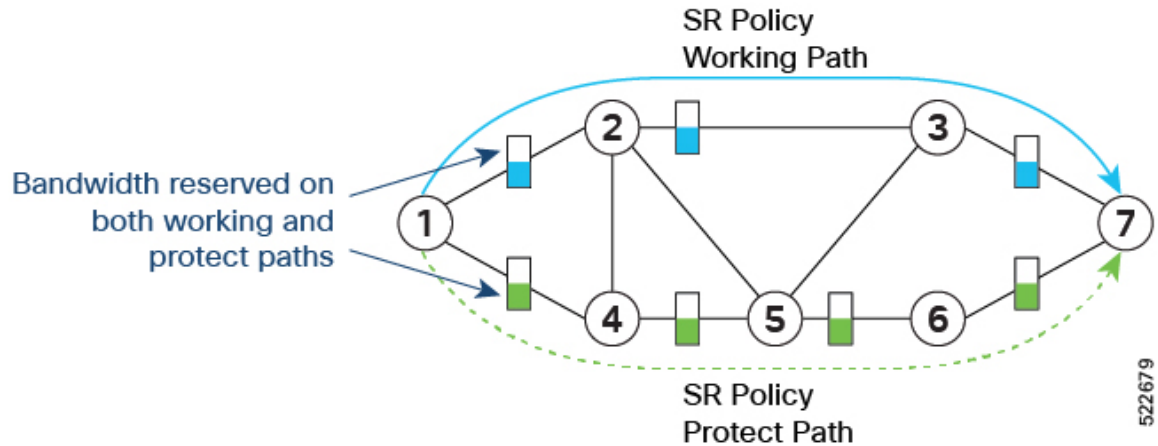 SR Policy
Working Path
2
3
Bandwidth reserved on
both working and
protect paths
1
7
4
5
6
SR Policy
Protect Path
522679